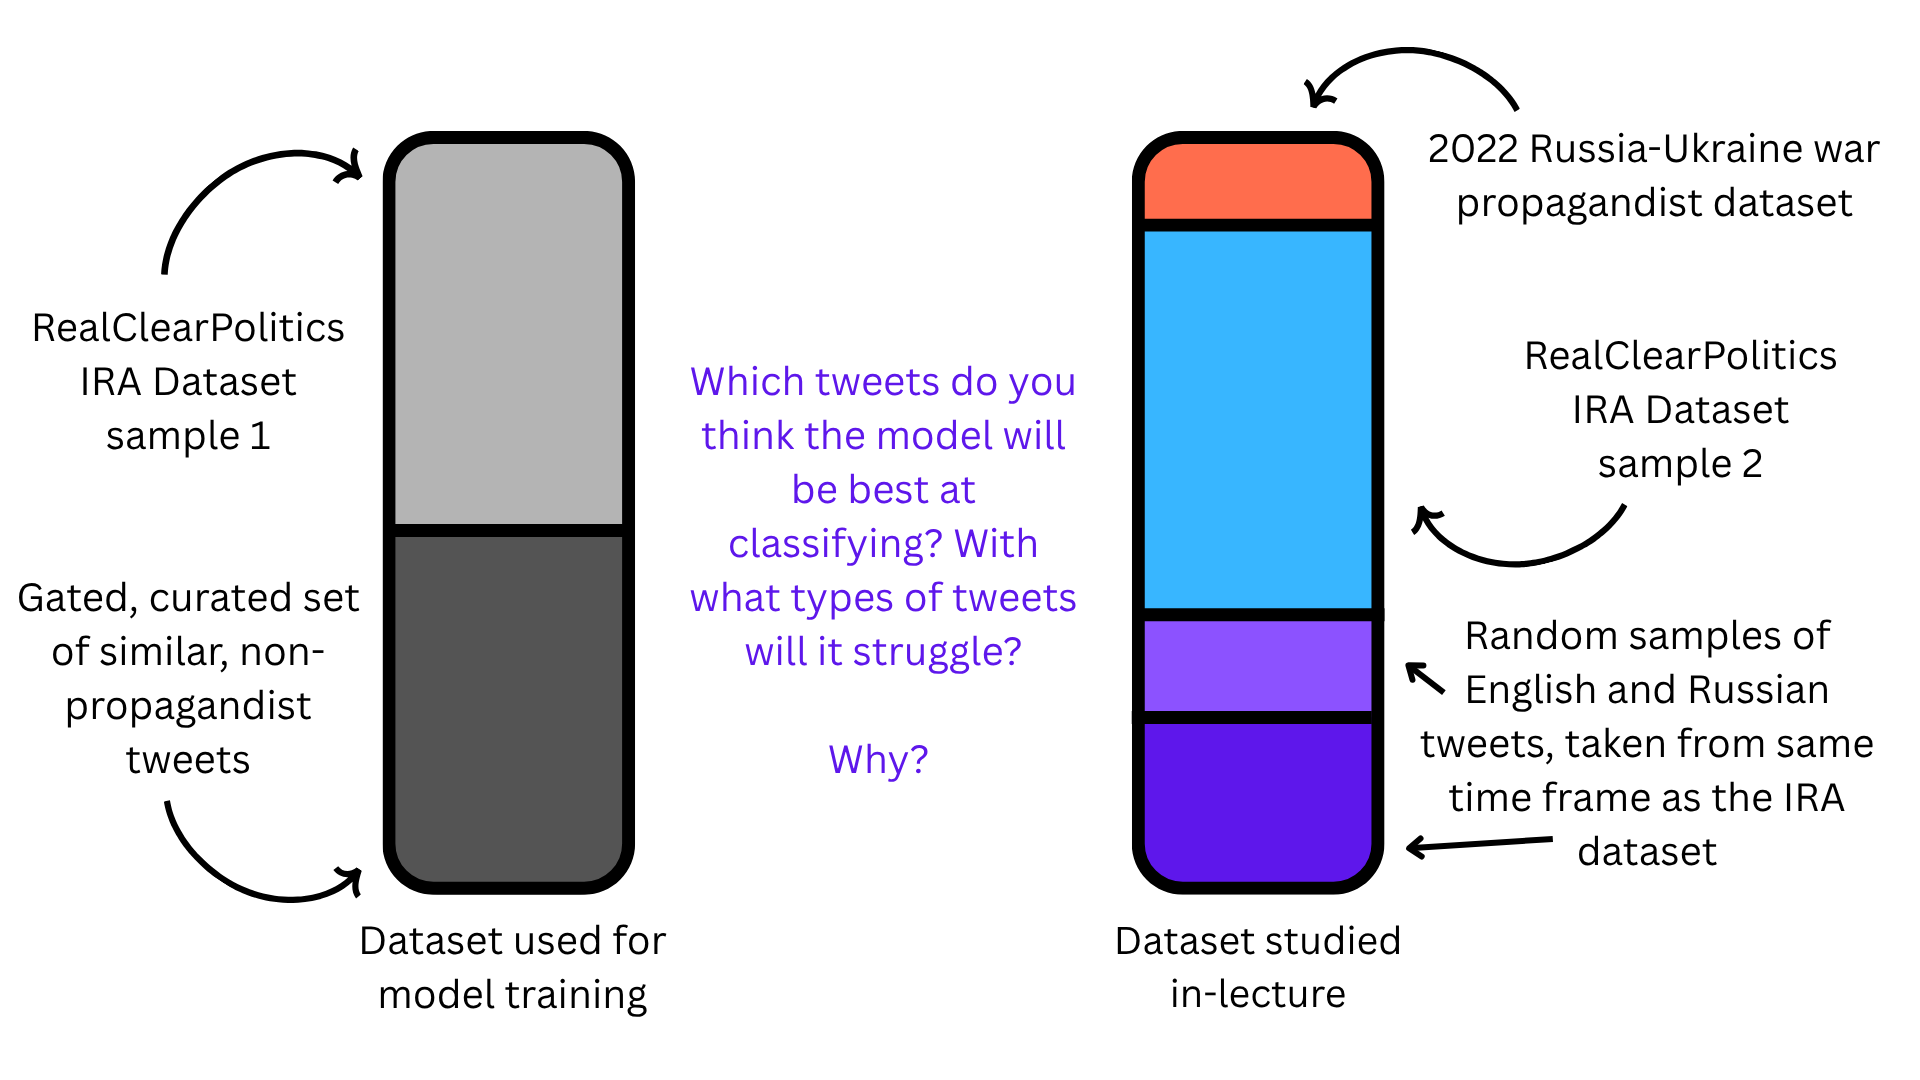 2022 Russia-Ukraine war
propagandist dataset
RealClearPolitics
IRA Dataset
sample 1
RealClearPolitics
IRA Dataset
sample 2
Which tweets do you
think the model will
be best at
classifying? With
what types of tweets
will it struggle?
Why?
Gated, curated set
of similar, non-
propagandist
tweets
Random samples of
English and Russian
tweets, taken from same
time frame as the IRA
dataset
Dataset used for
model training
Dataset studied
in-lecture